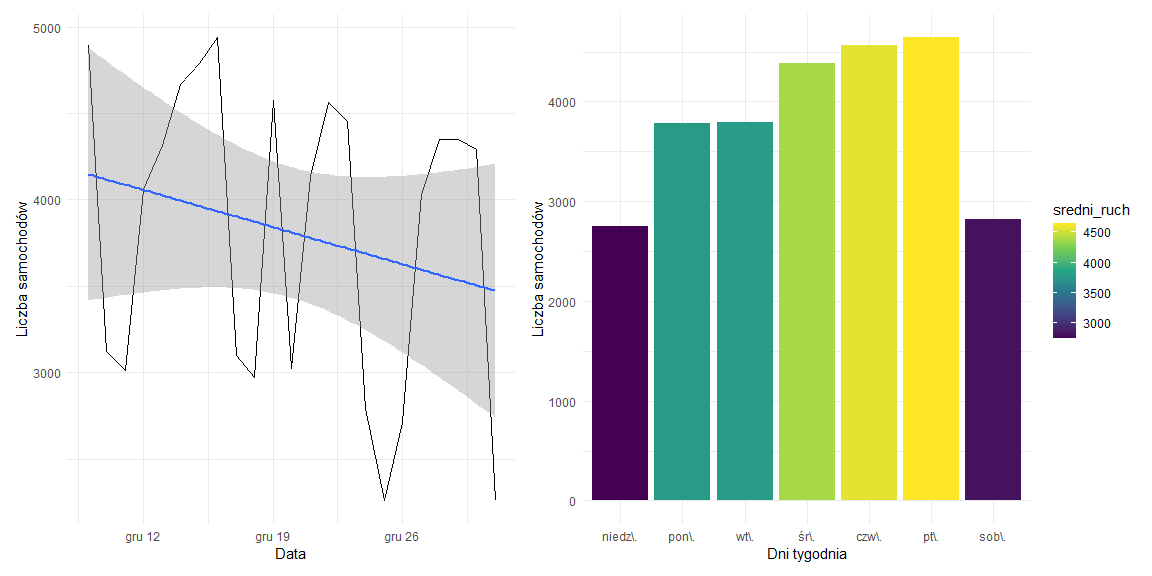 5000
4000
3000
Liczba samochodów
gru 12
gru 19
gru 26
Data
4000
3000
2000
1000
0
Liczba samochodów
niedz\.
pon\.
wt\.
śr\.
czw\.
pt\.
sob\.
Dni tygodnia
sredni_ruch
4500
4000
3500
3000